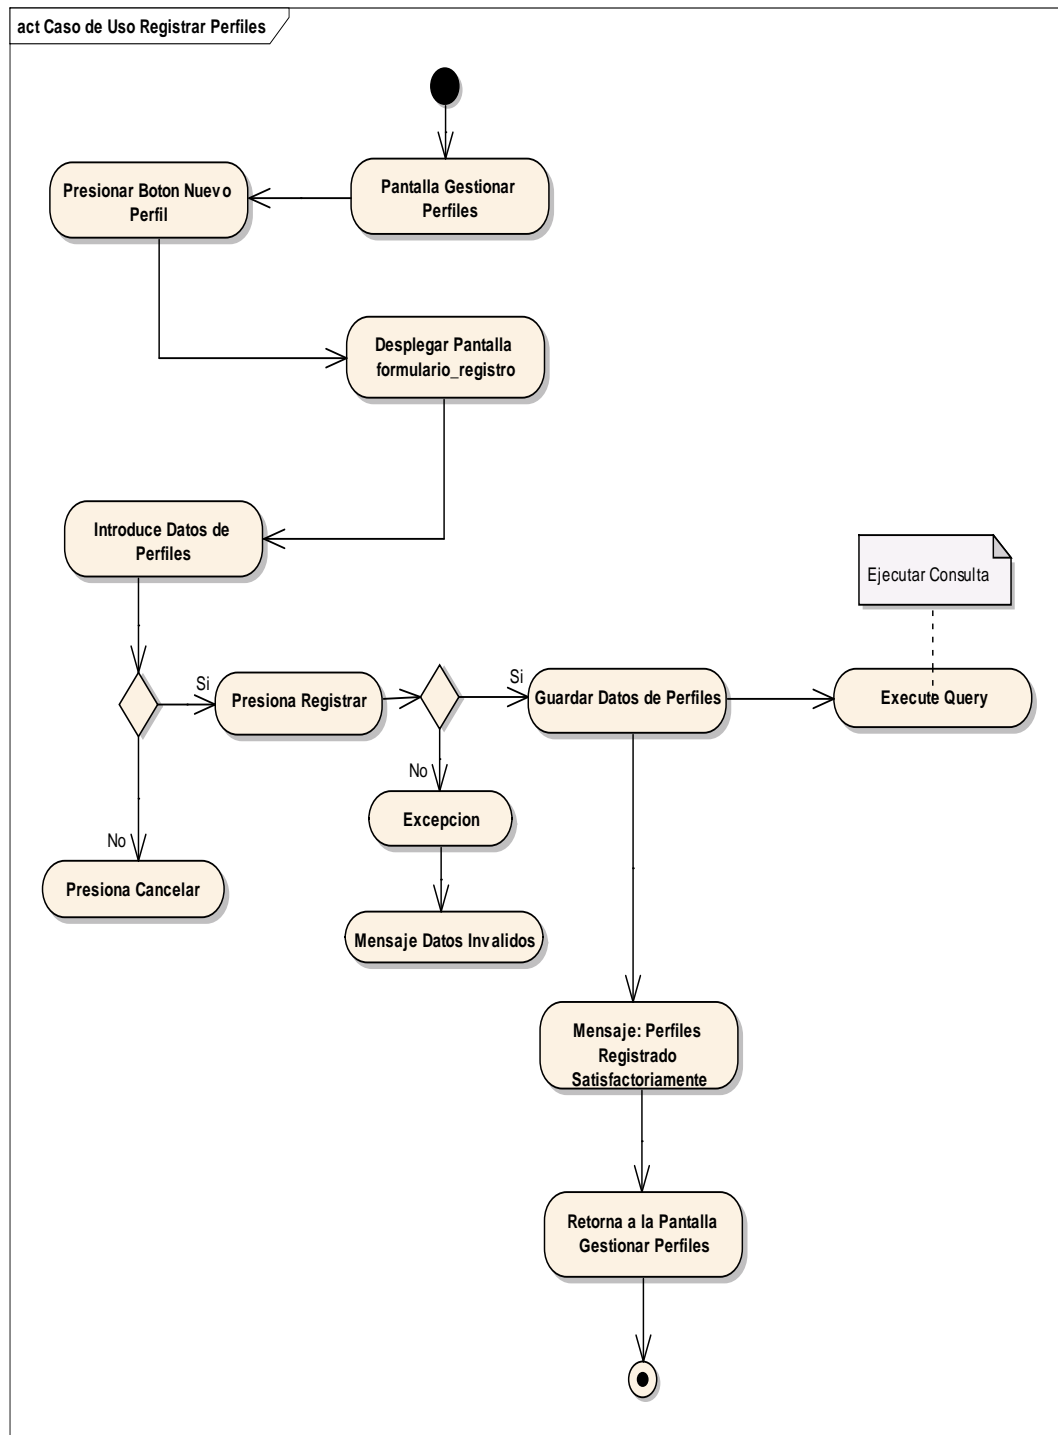 act Caso de Uso Registrar Perfiles
Pantalla Gestionar
Perfiles
Presionar Boton Nuevo
Perfil
Desplegar Pantalla
formulario_registro
Introduce Datos de
Perfiles
Ejecutar Consulta
Si
Presiona Registrar
Si
Guardar Datos de Perfiles
Execute Query
No
Excepcion
No
Presiona Cancelar
Mensaje Datos Invalidos
Mensaje: Perfiles
Registrado
Satisfactoriamente
Retorna a la Pantalla
Gestionar Perfiles